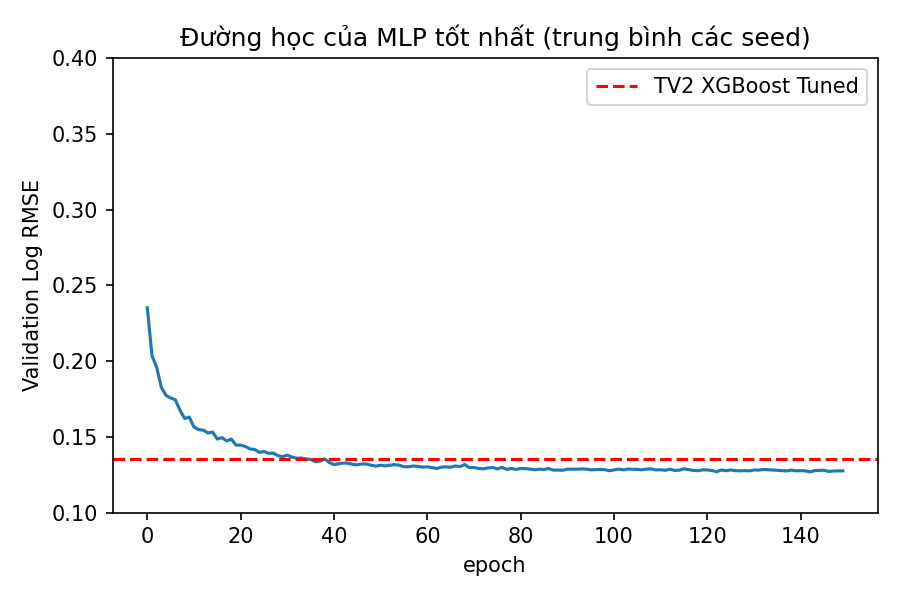 Đường học của MLP tốt nhất (trung bình các seed)
TV2 XGBoost Tuned
Validation Log RMSE
0.40
0.35
0.30
0.25
0.20
0.15
0.10
0 20 40 60 80 100 120 140
epoch